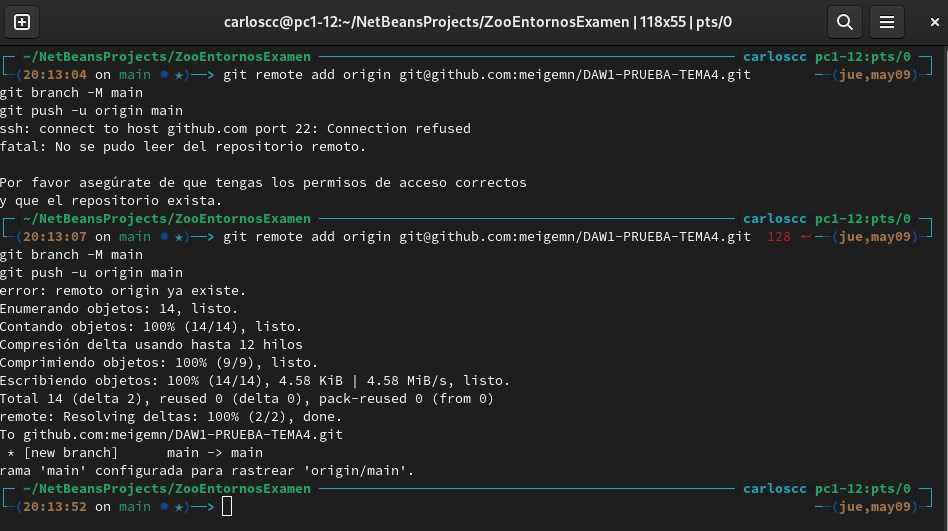 carloscc@pc1-12:~/NetBeansProjects/ZooEntornosExamen | 118x55 | pts/0
~/NetBeansProjects/ZooEntornosExamen carloscc pc1-12:pts/0
(20:13:04 on main ● ★)──> git remote add origin git@github.com:meigemn/DAW1-PRUEBA-TEMA4.git (jue,may09)
git branch -M main
git push -u origin main
ssh: connect to host github.com port 22: Connection refused
fatal: No se pudo leer del repositorio remoto.
Por favor asegúrate de que tengas los permisos de acceso correctos
y que el repositorio exista.
~/NetBeansProjects/ZooEntornosExamen carloscc pc1-12:pts/0
(20:13:07 on main ● ★)──> git remote add origin git@github.com:meigemn/DAW1-PRUEBA-TEMA4.git 128 ↩ (jue,may09)
git branch -M main
git push -u origin main
error: remoto origin ya existe.
Enumerando objetos: 14, listo.
Contando objetos: 100% (14/14), listo.
Compresión delta usando hasta 12 hilos
Comprimiendo objetos: 100% (9/9), listo.
Escribiendo objetos: 100% (14/14), 4.58 KiB | 4.58 MiB/s, listo.
Total 14 (delta 2), reused 0 (delta 0), pack-reused 0 (from 0)
remote: Resolving deltas: 100% (2/2), done.
To github.com:meigemn/DAW1-PRUEBA-TEMA4.git
 * [new branch]      main -> main
rama 'main' configurada para rastrear 'origin/main'.
~/NetBeansProjects/ZooEntornosExamen carloscc pc1-12:pts/0
(20:13:52 on main ● ★)──> (jue,may09)